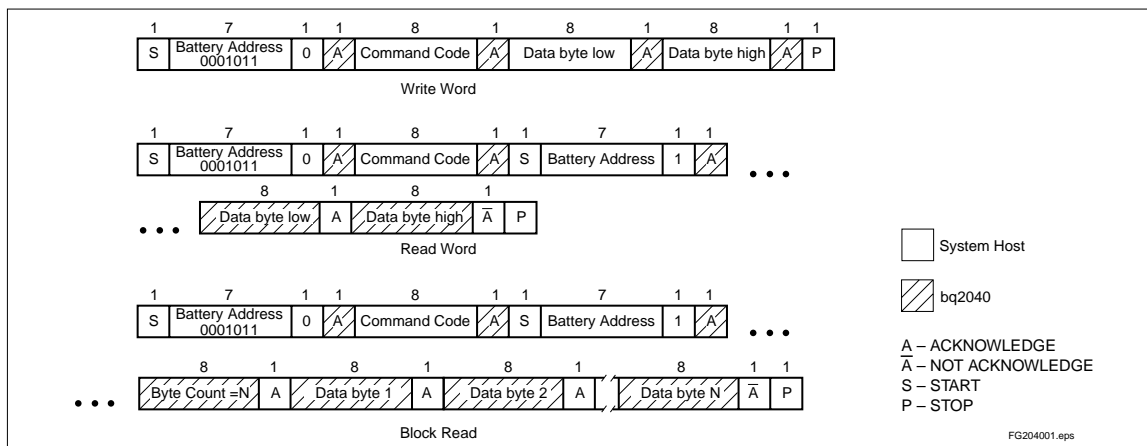 1 7 1 1 8 1 8 1 8 1 1
S Battery Address 0001011 0 A Command Code A Data byte low A Data byte high A P
Write Word
1 7 1 1 8 1 1 7 1 1
S Battery Address 0001011 0 A Command Code A S Battery Address 1 A • • •
8 1 8 1
• • • Data byte low A Data byte high A̅ P
Read Word
System Host
bq2040
1 7 1 1 8 1 1 7 1 1
S Battery Address 0001011 0 A Command Code A S Battery Address 1 A • • •
8 1 8 1 8 1 8 1 1
• • • Byte Count =N A Data byte 1 A Data byte 2 A Data byte N A̅ P
Block Read
A – ACKNOWLEDGE
A̅ – NOT ACKNOWLEDGE
S – START
P – STOP
FG204001.eps